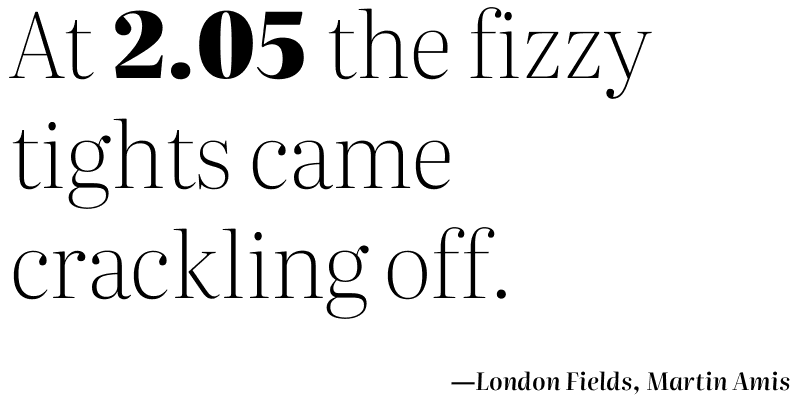 At 2.05 the fizzy
tights came
crackling off.
—London Fields, Martin Amis